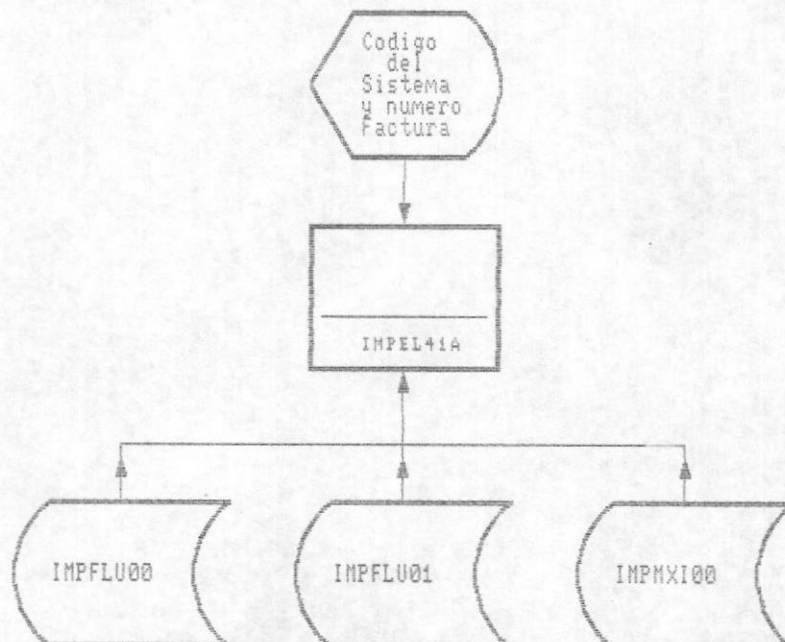 Codigo
del
Sistema
y numero
Factura
IMPEL41A
IMPFLU00
IMPFLU01
IMPMXI00